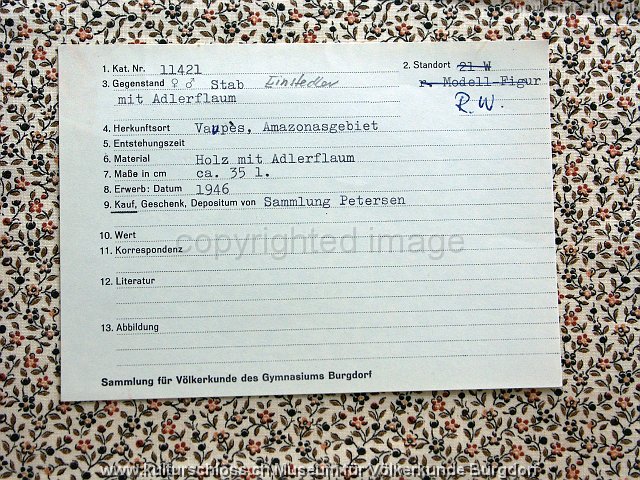 1. Kat. Nr. 11421
2. Standort 21 W
3. Gegenstand ♀ ♂ Stab Einstecker
r. Modell-Figur
mit Adlerflaum
R.W.
4. Herkunftsort Vaupès, Amazonasgebiet
5. Entstehungszeit
6. Material Holz mit Adlerflaum
7. Maße in cm ca. 35 l.
8. Erwerb: Datum 1946
9. Kauf, Geschenk, Depositum von Sammlung Petersen
10. Wert
copyrighted image
11. Korrespondenz
12. Literatur
13. Abbildung
Sammlung für Völkerkunde des Gymnasiums Burgdorf
www.kulturschloss.ch,Museum für Völkerkunde Burgdorf